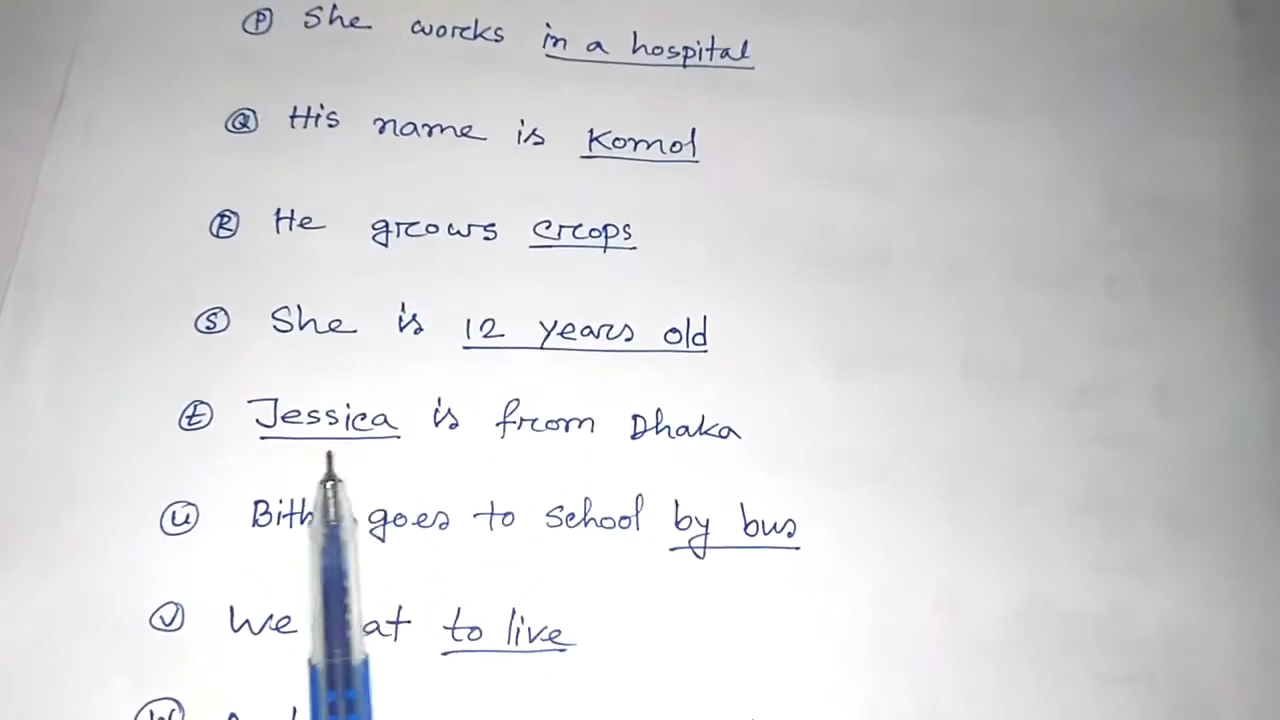 Ⓟ She works in a hospital
Ⓠ His name is Komol
Ⓡ He grows crops
Ⓢ She is 12 years old
ⓣ Jessica is from Dhaka
ⓤ goes to school by bus
ⓥ We to live